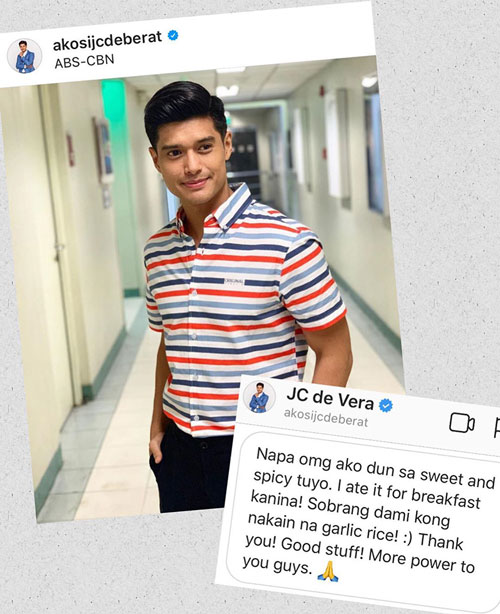 akosijcdeberat
ABS-CBN
JC de Vera
akosijcdeberat
Napa omg ako dun sa sweet and
spicy tuyo. I ate it for breakfast
kanina! Sobrang dami kong
nakain na garlic rice! :) Thank
you! Good stuff! More power to
you guys. 🙏